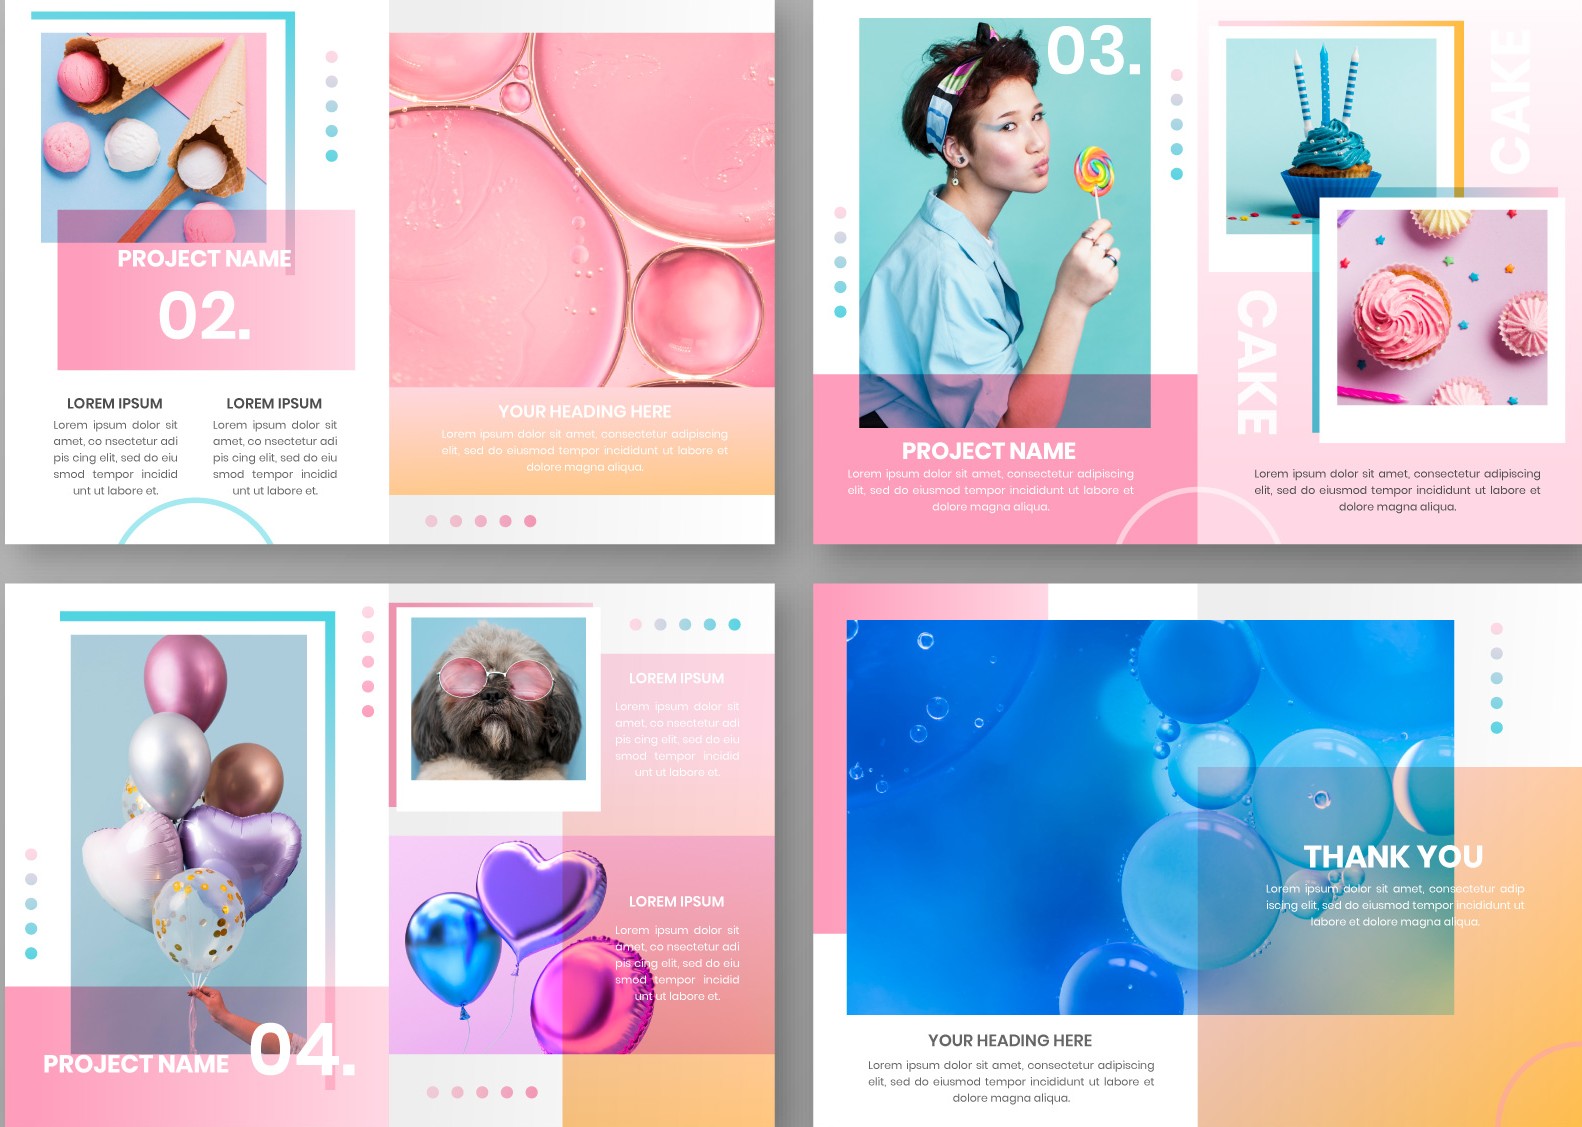 PROJECT NAME
02.
LOREM IPSUM
Lorem ipsum dolor sit
amet, co nsectetur adi
pis cing elit, sed do eiu
smod tempor incidid
unt ut labore et.
LOREM IPSUM
Lorem ipsum dolor sit
amet, co nsectetur adi
pis cing elit, sed do eiu
smod tempor incidid
unt ut labore et.
YOUR HEADING HERE
Lorem ipsum dolor sit amet, consectetur adipiscing
elit, sed do eiusmod tempor incididunt ut labore et
dolore magna aliqua.
03.
PROJECT NAME
Lorem ipsum dolor sit amet, consectetur adipiscing
elit, sed do eiusmod tempor incididunt ut labore et
dolore magna aliqua.
CAKE
CAKE
Lorem ipsum dolor sit amet, consectetur adipiscing
elit, sed do eiusmod tempor incididunt ut labore et
dolore magna aliqua.
PROJECT NAME 04.
LOREM IPSUM
Lorem ipsum dolor sit
amet, co nsectetur adi
pis cing elit, sed do eiu
smod tempor incidid
unt ut labore et.
LOREM IPSUM
Lorem ipsum dolor sit
amet, co nsectetur adi
pis cing elit, sed do eiu
smod tempor incidid
unt ut labore et.
THANK YOU
Lorem ipsum dolor sit amet, consectetur adip
iscing elit, sed do eiusmod tempor incididunt ut
labore et dolore magna aliqua.
YOUR HEADING HERE
Lorem ipsum dolor sit amet, consectetur adipiscing
elit, sed do eiusmod tempor incididunt ut labore et
dolore magna aliqua.